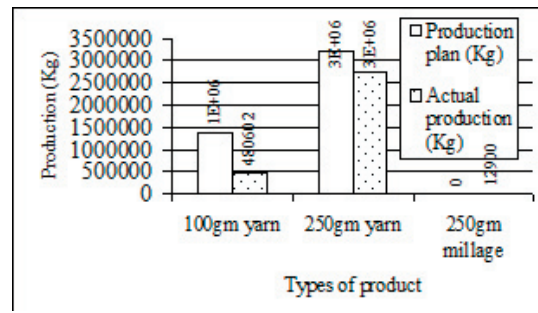 3500000
3000000
2500000
2000000
1500000
1000000
500000
0
Production (Kg)
1E+06
480602
3E+06
3E+06
0
12900
Production
plan (Kg)
Actual
production
(Kg)
100gm yarn
250gm yarn
250gm
millage
Types of product